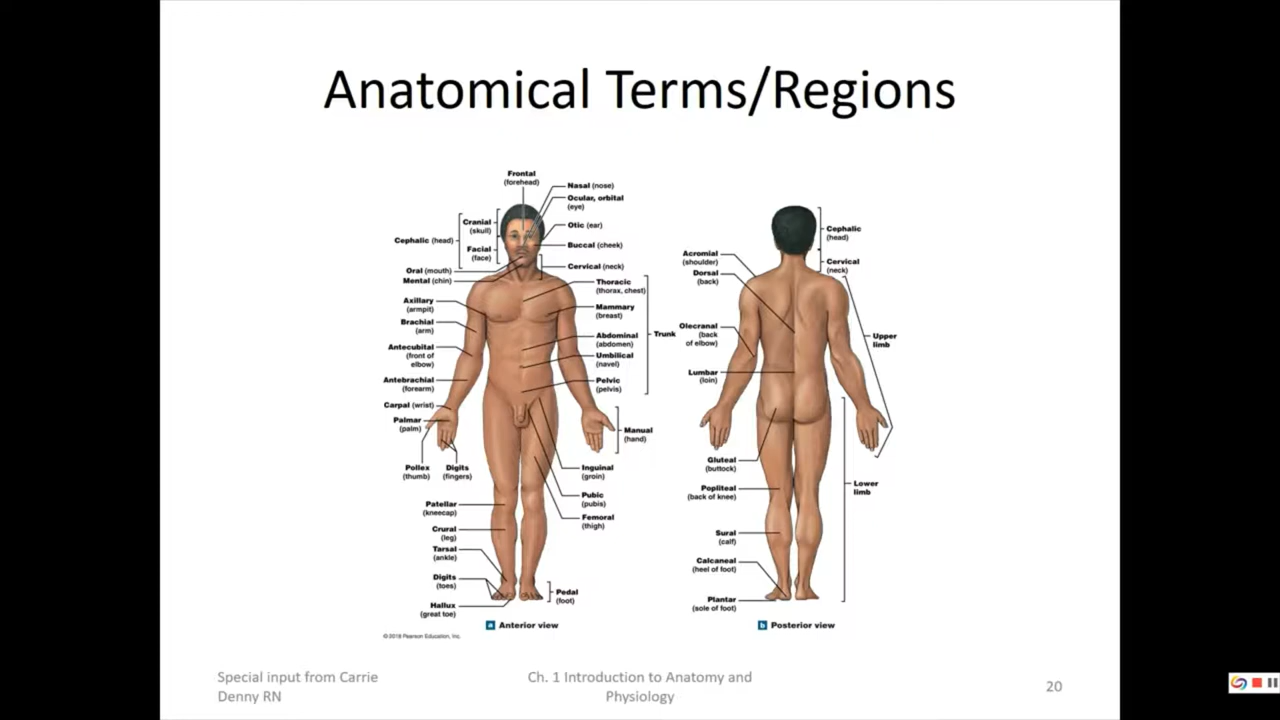 Anatomical Terms/Regions
Frontal
(forehead)
Nasal (nose)
Ocular, orbital
(eye)
Cranial
(skull)
Otic (ear)
Cephalic (head)
Facial
(face)
Buccal (cheek)
Oral (mouth)
Cervical (neck)
Mental (chin)
Thoracic
(thorax, chest)
Axillary
(armpit)
Mammary
(breast)
Brachial
(arm)
Abdominal
(abdomen)
Trunk
Antecubital
(front of
elbow)
Umbilical
(navel)
Antebrachial
(forearm)
Pelvic
(pelvis)
Carpal (wrist)
Palmar
(palm)
Manual
(hand)
Pollex
(thumb)
Digits
(fingers)
Inguinal
(groin)
Pubic
(pubis)
Patellar
(kneecap)
Femoral
(thigh)
Crural
(leg)
Tarsal
(ankle)
Digits
(toes)
Pedal
(foot)
Hallux
(great toe)
a Anterior view
Cephalic
(head)
Acromial
(shoulder)
Cervical
(neck)
Dorsal
(back)
Olecranal
(back
of elbow)
Upper
limb
Lumbar
(loin)
Gluteal
(buttock)
Popliteal
(back of knee)
Lower
limb
Sural
(calf)
Calcaneal
(heel of foot)
Plantar
(sole of foot)
b Posterior view
© 2018 Pearson Education, Inc.
Special input from Carrie
Denny RN
Ch. 1 Introduction to Anatomy and
Physiology
20